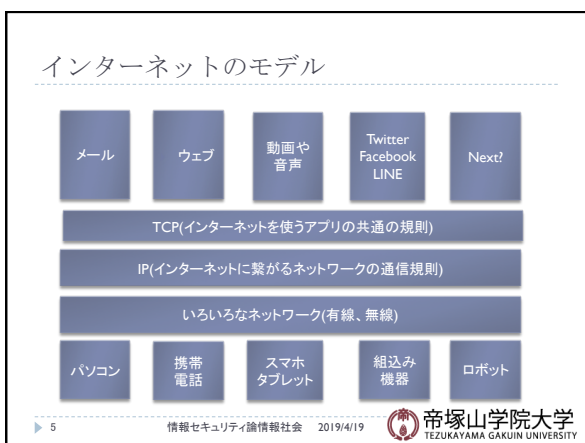 インターネットのモデル
メール
ウェブ
動画や
音声
Twitter
Facebook
LINE
Next?
TCP(インターネットを使うアプリの共通の規則)
IP(インターネットに繋がるネットワークの通信規則)
いろいろなネットワーク(有線、無線)
パソコン
携帯
電話
スマホ
タブレット
組込み
機器
ロボット
5
情報セキュリティ論情報社会 2019/4/19
帝塚山学院大学
TEZUKAYAMA GAKUIN UNIVERSITY